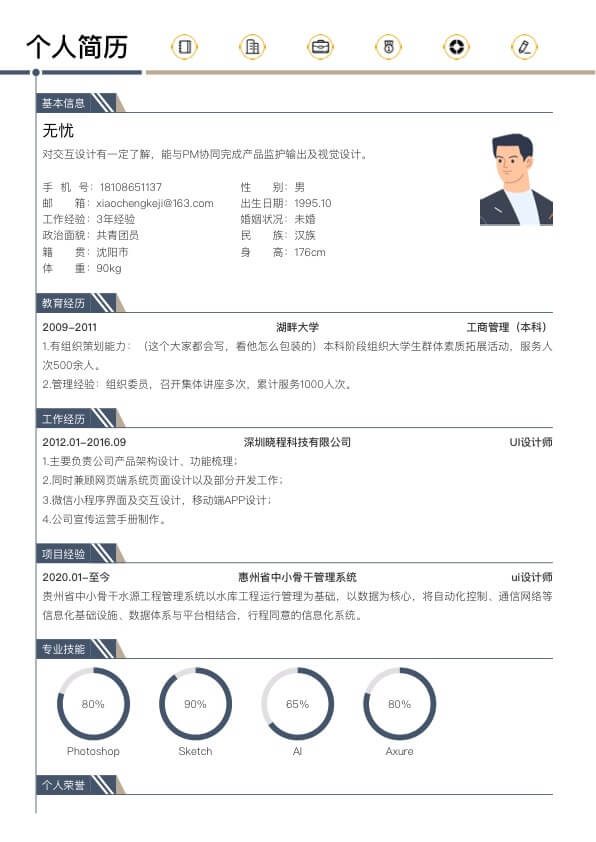 个人简历
基本信息
无忧
对交互设计有一定了解，能与PM协同完成产品监护输出及视觉设计。
手 机 号：18108651137 性 别：男
邮 箱：xiaochengkeji@163.com 出生日期：1995.10
工作经验：3年经验 婚姻状况：未婚
政治面貌：共青团员 民 族：汉族
籍 贯：沈阳市 身 高：176cm
体 重：90kg
教育经历
2009-2011 湖畔大学 工商管理（本科）
1.有组织策划能力：（这个大家都会写，看他怎么包装的）本科阶段组织大学生群体素质拓展活动，服务人
次500余人。
2.管理经验：组织委员，召开集体讲座多次，累计服务1000人次。
工作经历
2012.01-2016.09 深圳晓程科技有限公司 UI设计师
1.主要负责公司产品架构设计、功能梳理；
2.同时兼顾网页端系统页面设计以及部分开发工作；
3.微信小程序界面及交互设计，移动端APP设计；
4.公司宣传运营手册制作。
项目经验
2020.01-至今 惠州省中小骨干管理系统 ui设计师
贵州省中小骨干水源工程管理系统以水库工程运行管理为基础，以数据为核心，将自动化控制、通信网络等
信息化基础设施、数据体系与平台相结合，行程同意的信息化系统。
专业技能
80% 90% 65% 80%
Photoshop Sketch AI Axure
个人荣誉